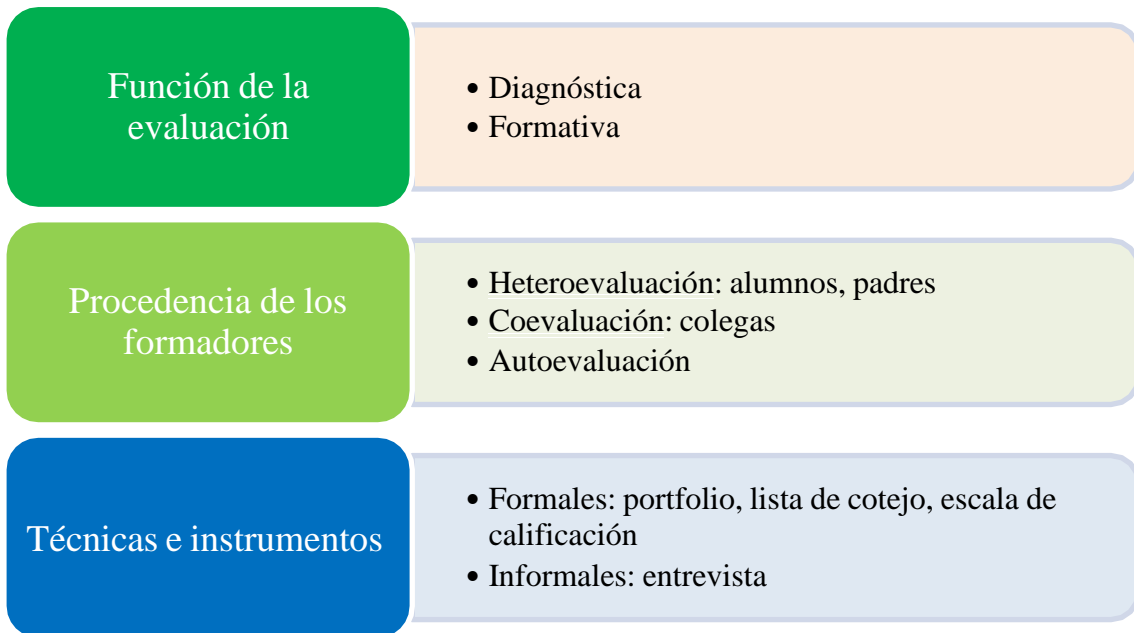 Función de la
evaluación
• Diagnóstica
• Formativa
Procedencia de los
formadores
• Heteroevaluación: alumnos, padres
• Coevaluación: colegas
• Autoevaluación
Técnicas e instrumentos
• Formales: portfolio, lista de cotejo, escala de
calificación
• Informales: entrevista